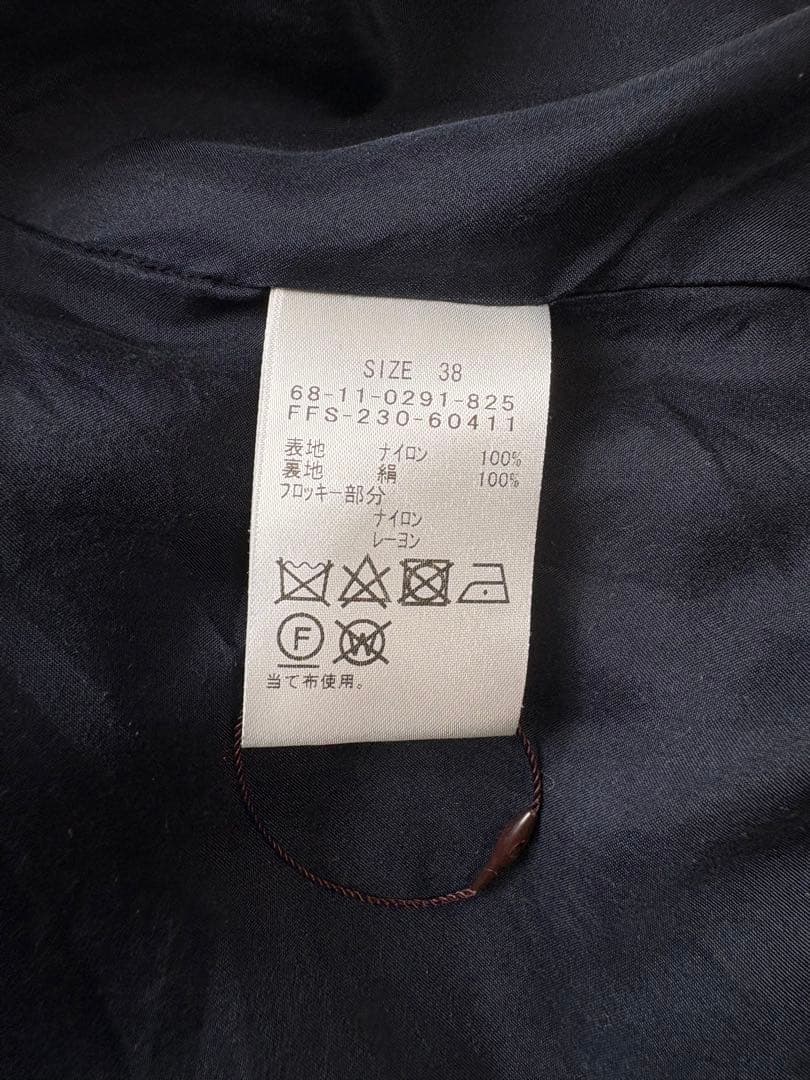 SIZE 38
68-11-0291-825
FFS-230-60411
表地 ナイロン 100%
裏地 絹 100%
フロッキー部分
ナイロン
レーヨン
F
W
当て布使用。